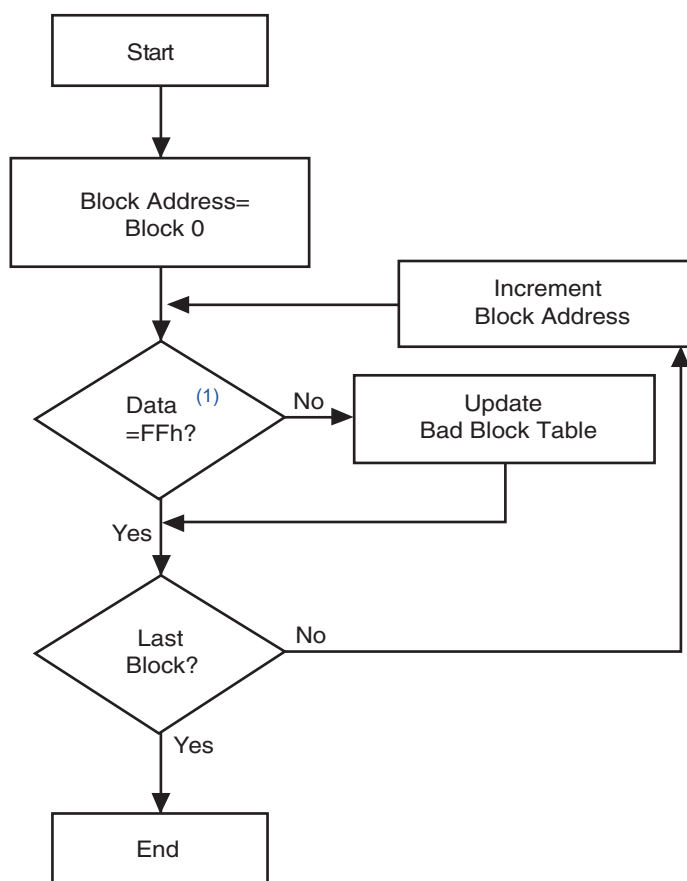 Start
Block Address=
Block 0
Increment
Block Address
Data (1)
=FFh?
No
Update
Bad Block Table
Yes
Last
Block?
No
Yes
End